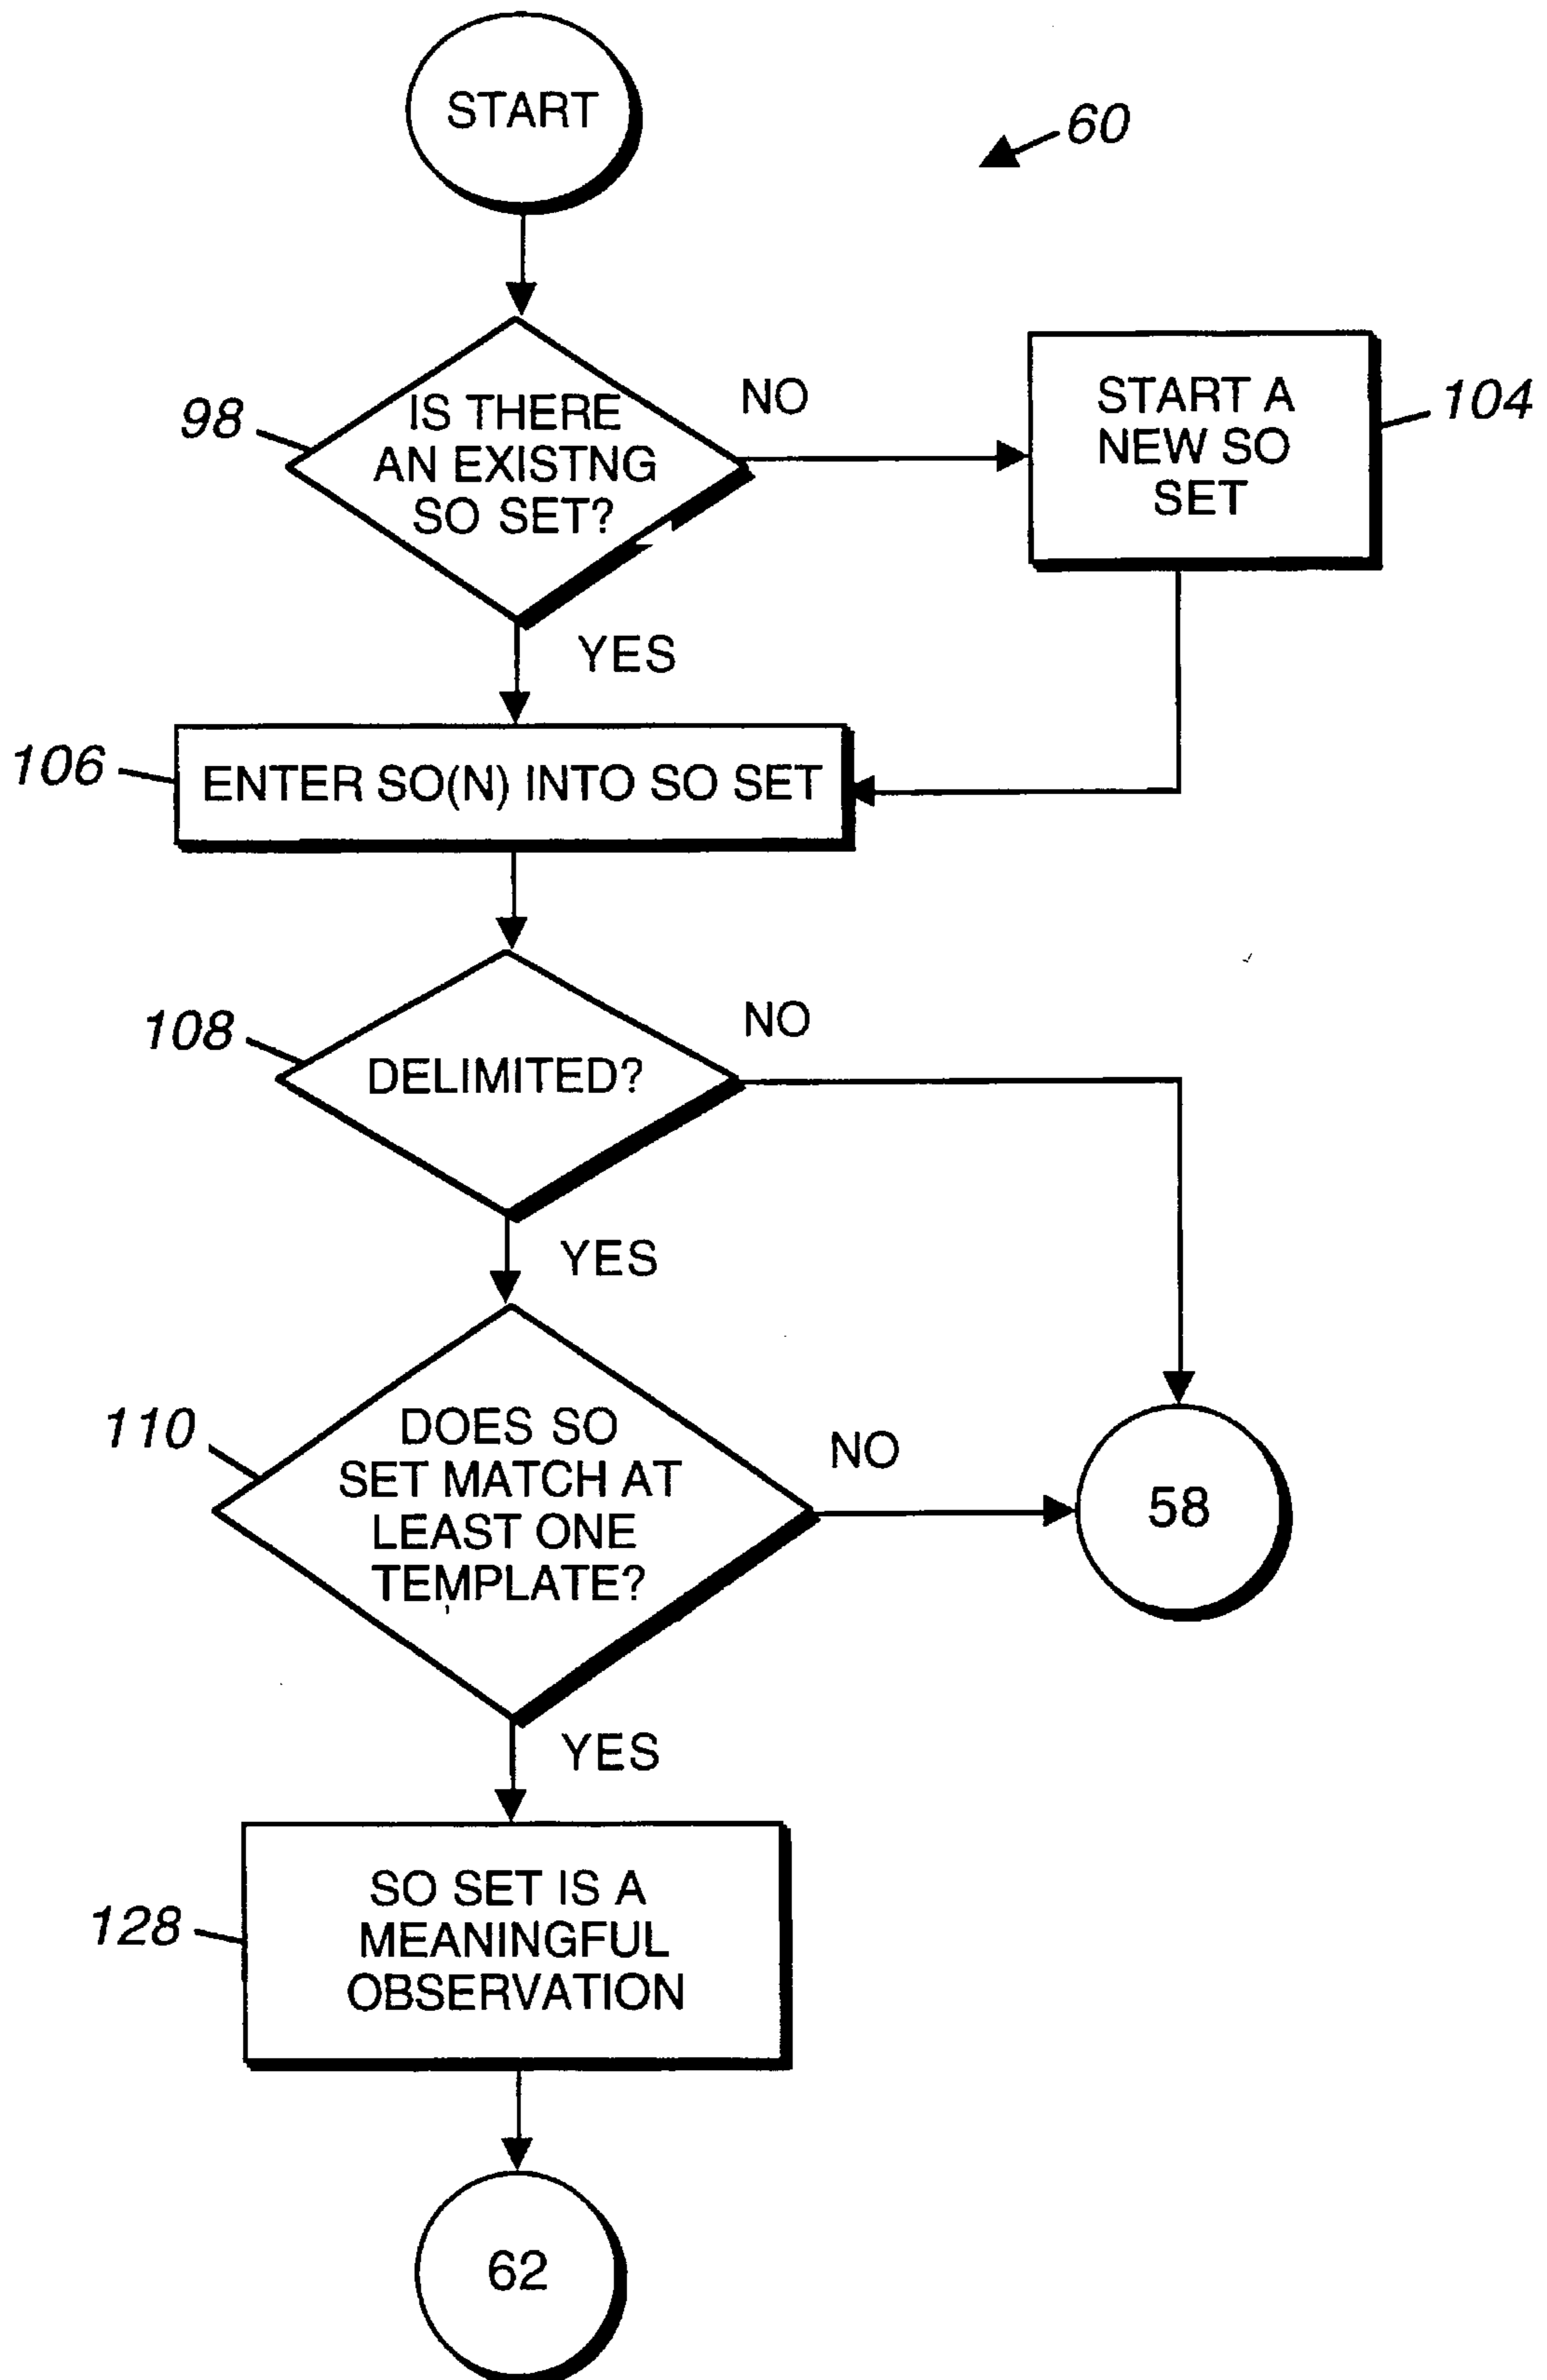 START
60
98
IS THERE
AN EXISTNG
SO SET?
NO
START A
NEW SO
SET
104
YES
106
ENTER SO(N) INTO SO SET
108
DELIMITED?
NO
YES
110
DOES SO
SET MATCH AT
LEAST ONE
TEMPLATE?
NO
58
YES
128
SO SET IS A
MEANINGFUL
OBSERVATION
62